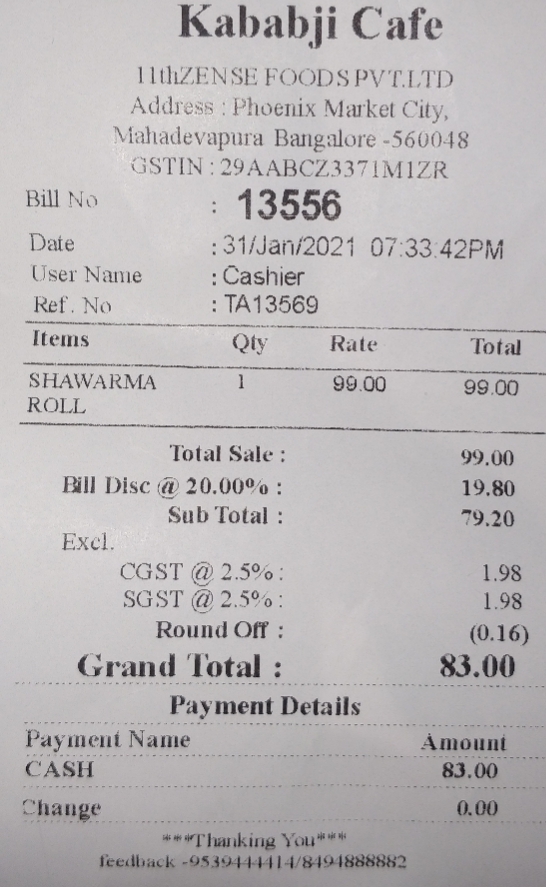 Kababji Cafe
11thZENSE FOODS PVT.LTD
Address : Phoenix Market City,
Mahadevapura Bangalore -560048
GSTIN : 29AABCZ3371M1ZR
Bill No : 13556
Date : 31/Jan/2021 07:33:42PM
User Name : Cashier
Ref. No : TA13569
Items Qty Rate Total
SHAWARMA 1 99.00 99.00
ROLL
Total Sale : 99.00
Bill Disc @ 20.00% : 19.80
Sub Total : 79.20
Excl.
CGST @ 2.5% : 1.98
SGST @ 2.5% : 1.98
Round Off : (0.16)
Grand Total : 83.00
Payment Details
Payment Name Amount
CASH 83.00
Change 0.00
***Thanking You***
feedback -9539444414/8494888882